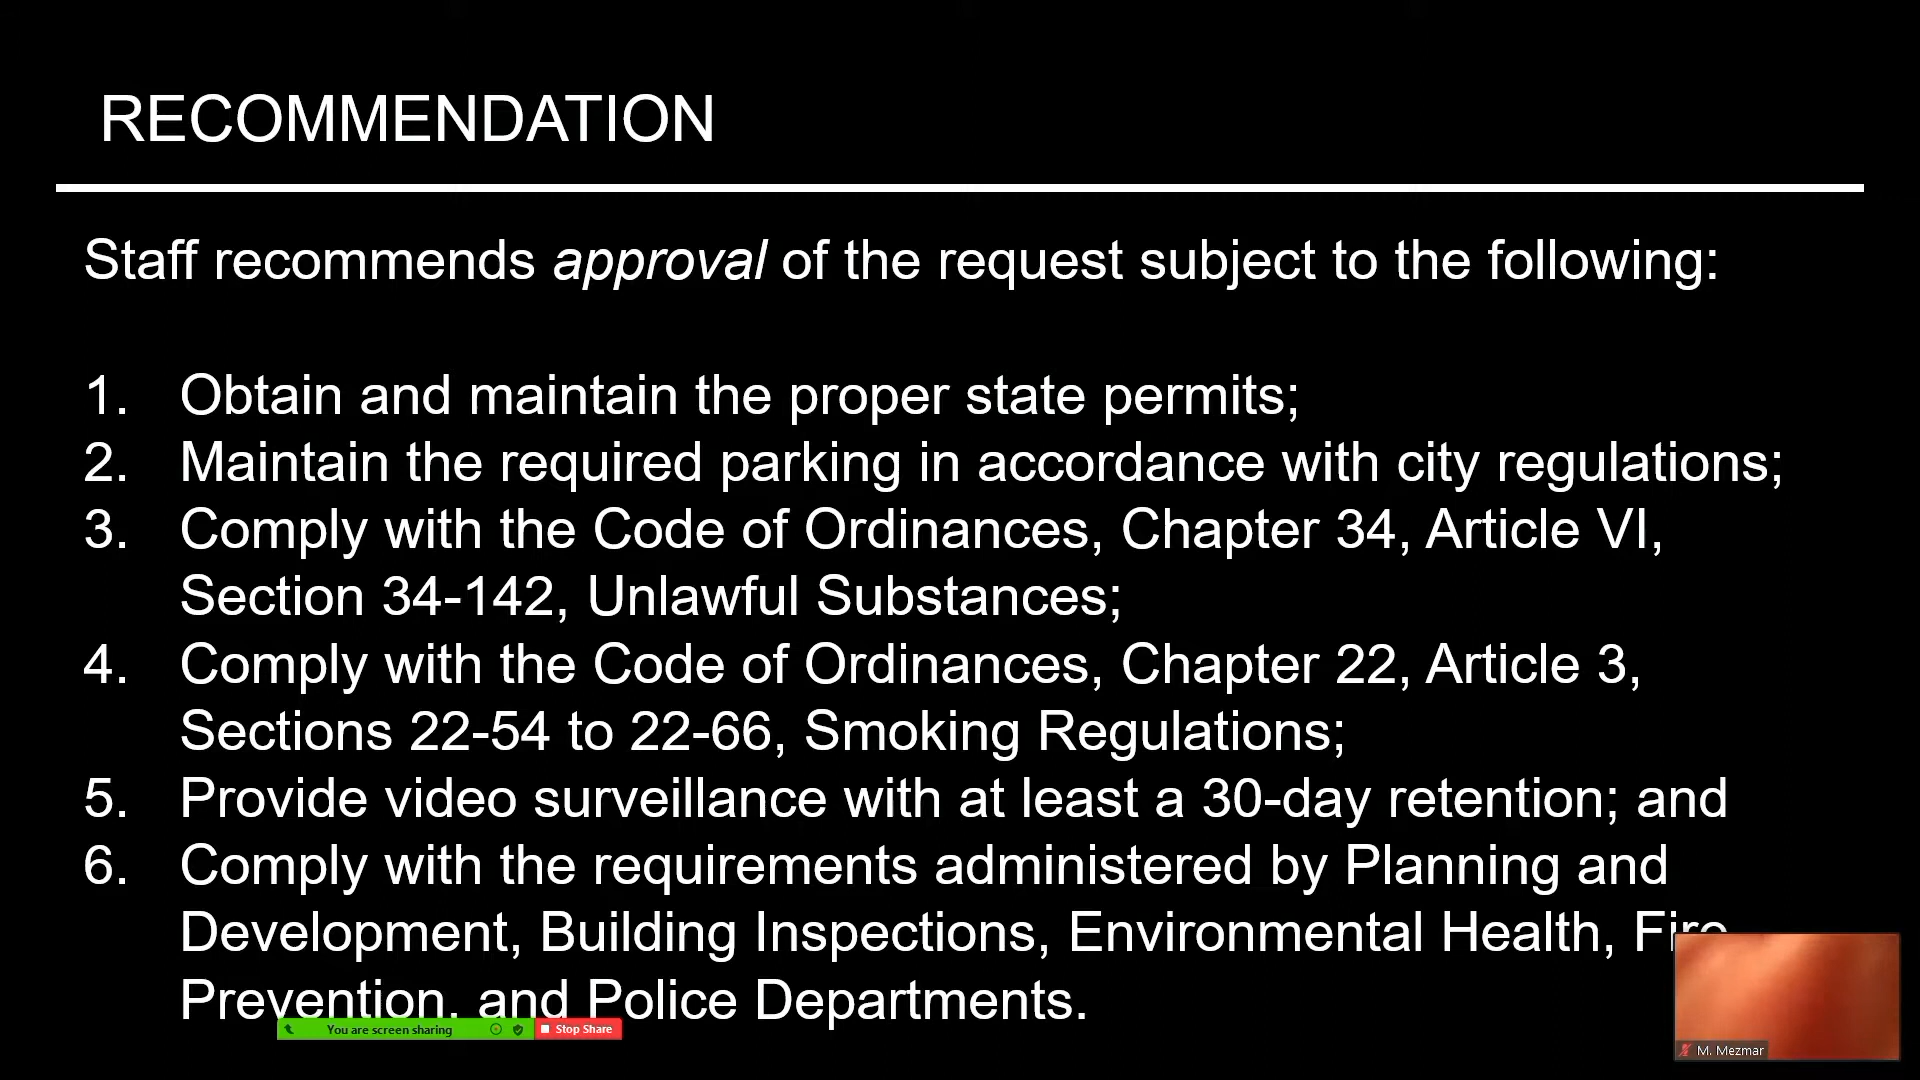 RECOMMENDATION
Staff recommends approval of the request subject to the following:
1. Obtain and maintain the proper state permits;
2. Maintain the required parking in accordance with city regulations;
3. Comply with the Code of Ordinances, Chapter 34, Article VI,
Section 34-142, Unlawful Substances;
4. Comply with the Code of Ordinances, Chapter 22, Article 3,
Sections 22-54 to 22-66, Smoking Regulations;
5. Provide video surveillance with at least a 30-day retention; and
6. Comply with the requirements administered by Planning and
Development, Building Inspections, Environmental Health, Fire
Prevention, and Police Departments.
You are screen sharing
Stop Share
M. Mezmar